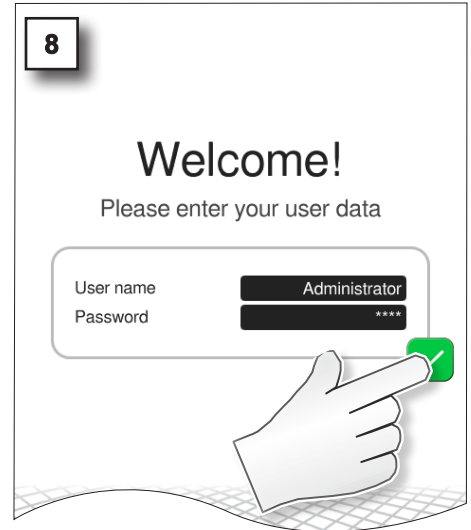 8
Welcome!
Please enter your user data
User name Administrator
Password ****